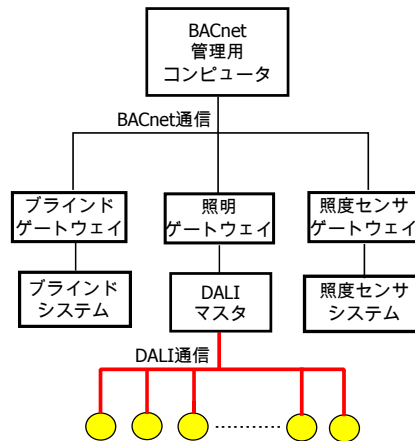 BACnet
管理用
コンピュータ
BACnet通信
ブラインド
ゲートウェイ
照明
ゲートウェイ
照度センサ
ゲートウェイ
ブラインド
システム
DALI
マスタ
照度センサ
システム
DALI通信